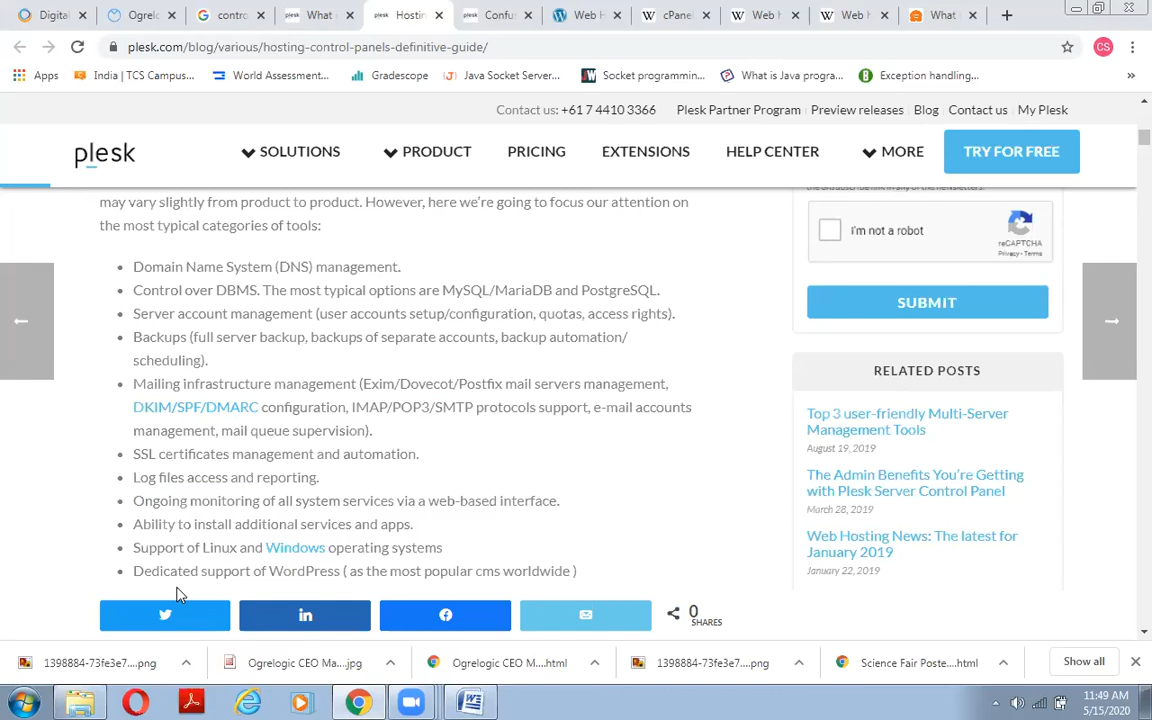 Digital
Ogrelo
contro
What
Hostin
Confus
Web H
cPanel
Web h
Web h
What I
plesk.com/blog/various/hosting-control-panels-definitive-guide/
CS
Apps
India | TCS Campus...
World Assessment...
Gradescope
Java Socket Server...
Socket programmin...
What is Java progra...
Exception handling...
»
Contact us: +61 7 4410 3366
Plesk Partner Program
Preview releases
Blog
Contact us
My Plesk
plesk
SOLUTIONS
PRODUCT
PRICING
EXTENSIONS
HELP CENTER
MORE
TRY FOR FREE
may vary slightly from product to product. However, here we're going to focus our attention on
the most typical categories of tools:
• Domain Name System (DNS) management.
• Control over DBMS. The most typical options are MySQL/MariaDB and PostgreSQL.
• Server account management (user accounts setup/configuration, quotas, access rights).
• Backups (full server backup, backups of separate accounts, backup automation/
scheduling).
• Mailing infrastructure management (Exim/Dovecot/Postfix mail servers management,
DKIM/SPF/DMARC configuration, IMAP/POP3/SMTP protocols support, e-mail accounts
management, mail queue supervision).
• SSL certificates management and automation.
• Log files access and reporting.
• Ongoing monitoring of all system services via a web-based interface.
• Ability to install additional services and apps.
• Support of Linux and Windows operating systems
• Dedicated support of WordPress ( as the most popular cms worldwide )
I'm not a robot
reCAPTCHA
Privacy - Terms
SUBMIT
RELATED POSTS
Top 3 user-friendly Multi-Server
Management Tools
August 19, 2019
The Admin Benefits You're Getting
with Plesk Server Control Panel
March 28, 2019
Web Hosting News: The latest for
January 2019
January 22, 2019
0
SHARES
1398884-73fe3e7....png
Ogrelogic CEO Ma....jpg
Ogrelogic CEO M....html
1398884-73fe3e7....png
Science Fair Poste....html
Show all
11:49 AM
5/15/2020